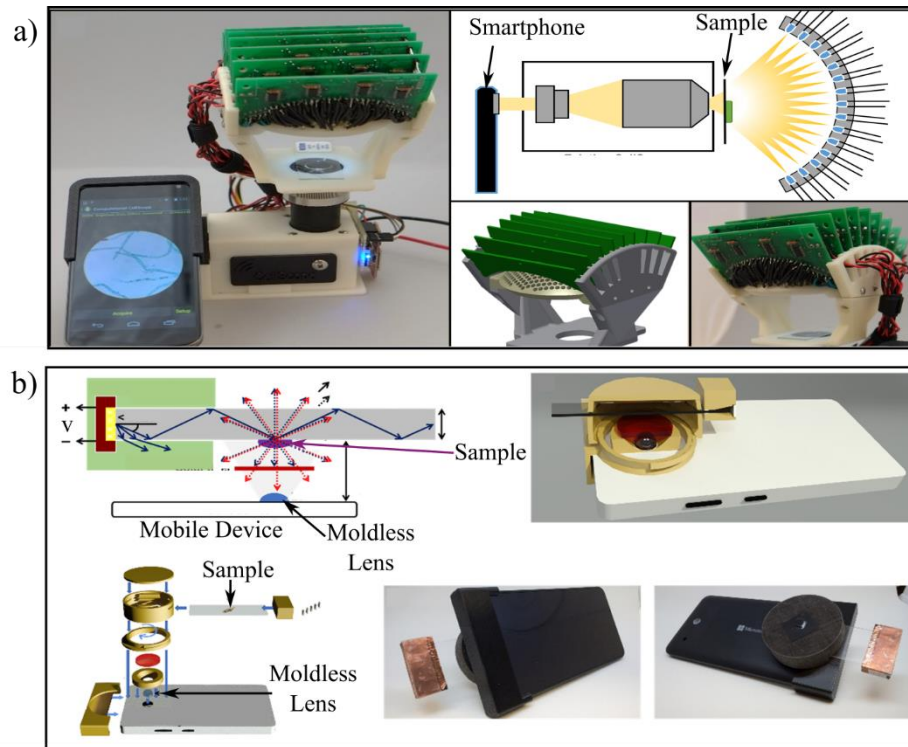 a)
Smartphone
Sample
b)
+
V
−
Sample
Mobile Device
Moldless
Lens
Sample
Moldless
Lens